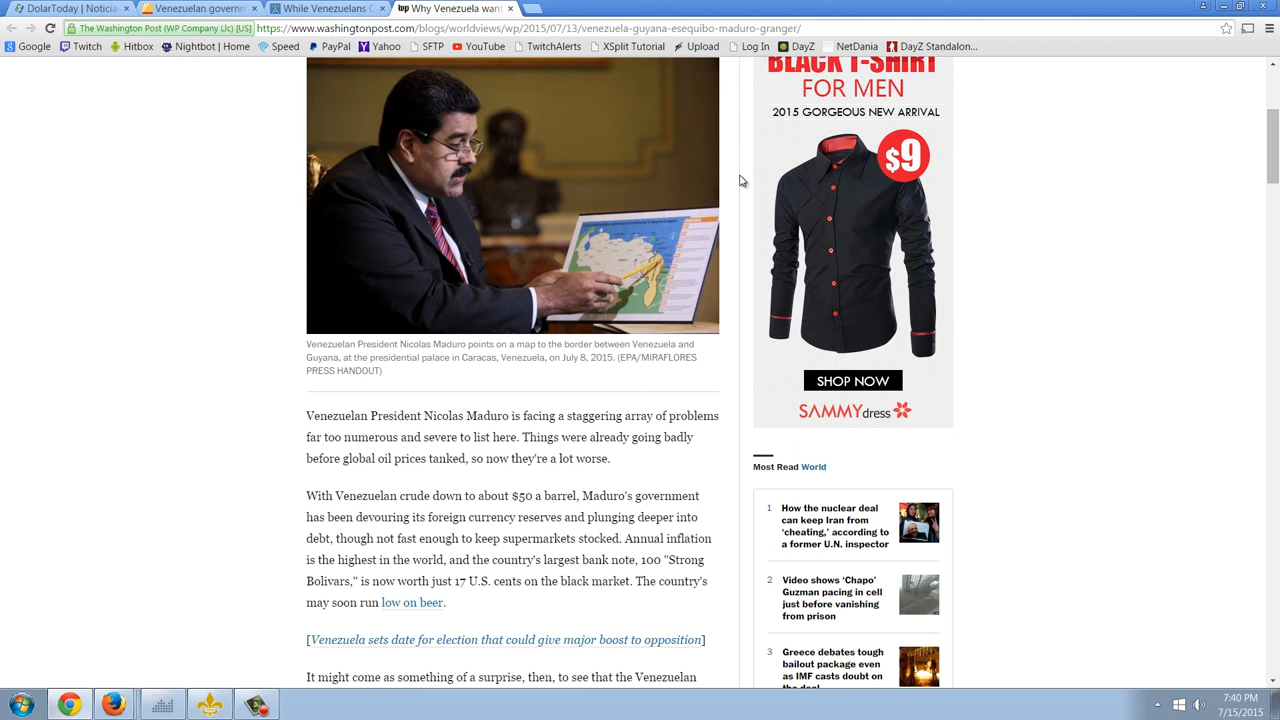 DolarToday | Noticia
Venezuelan governm
While Venezuelans C
wp Why Venezuela want
The Washington Post (WP Company Llc) [US]
https://www.washingtonpost.com/blogs/worldviews/wp/2015/07/13/venezuela-guyana-esequibo-maduro-granger/
Google
Twitch
Hitbox
Nightbot | Home
Speed
PayPal
Yahoo
SFTP
YouTube
TwitchAlerts
XSplit Tutorial
Upload
Log In
DayZ
NetDania
DayZ Standalon...
Venezuelan President Nicolas Maduro points on a map to the border between Venezuela and
Guyana, at the presidential palace in Caracas, Venezuela, on July 8, 2015. (EPA/MIRAFLORES
PRESS HANDOUT)
Venezuelan President Nicolas Maduro is facing a staggering array of problems
far too numerous and severe to list here. Things were already going badly
before global oil prices tanked, so now they're a lot worse.
With Venezuelan crude down to about $50 a barrel, Maduro's government
has been devouring its foreign currency reserves and plunging deeper into
debt, though not fast enough to keep supermarkets stocked. Annual inflation
is the highest in the world, and the country's largest bank note, 100 "Strong
Bolivars," is now worth just 17 U.S. cents on the black market. The country's
may soon run low on beer.
[Venezuela sets date for election that could give major boost to opposition]
It might come as something of a surprise, then, to see that the Venezuelan
BLACK T-SHIRT
FOR MEN
2015 GORGEOUS NEW ARRIVAL
$9
SHOP NOW
SAMMYdress
Most Read World
1 How the nuclear deal
can keep Iran from
'cheating,' according to
a former U.N. inspector
2 Video shows 'Chapo'
Guzman pacing in cell
just before vanishing
from prison
3 Greece debates tough
bailout package even
as IMF casts doubt on
the deal
7:40 PM
7/15/2015